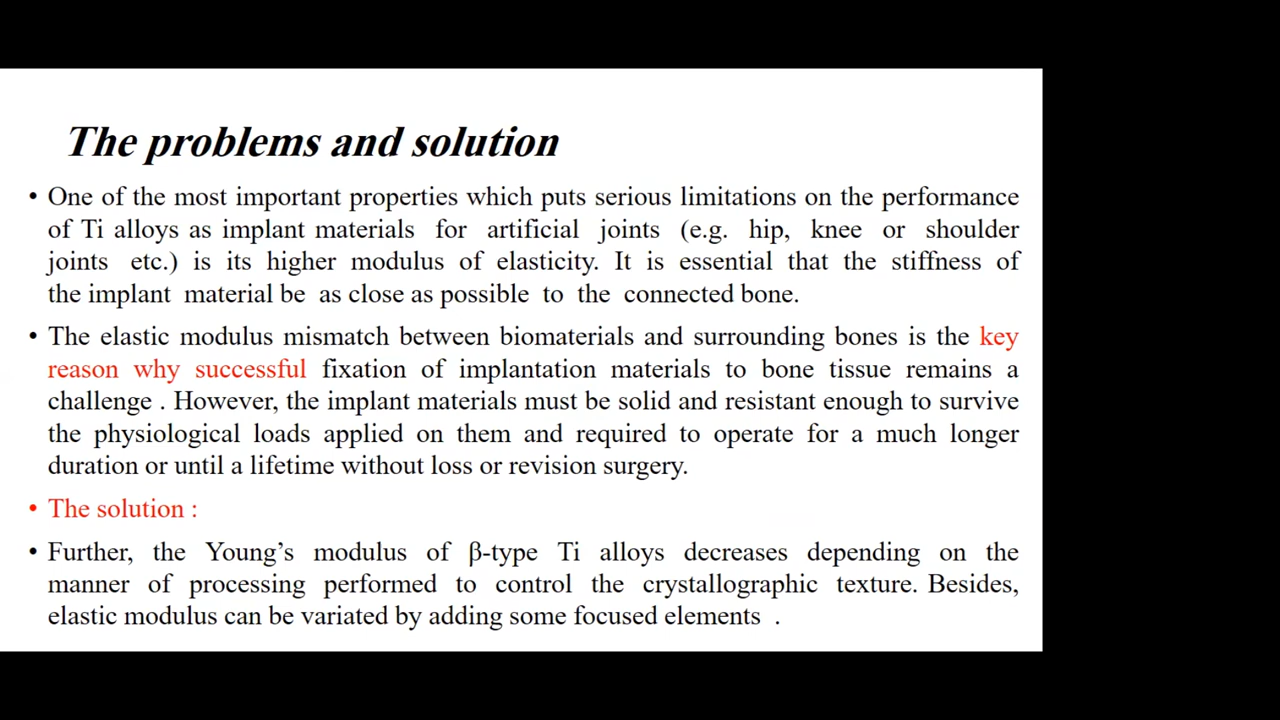 The problems and solution
• One of the most important properties which puts serious limitations on the performance
of Ti alloys as implant materials for artificial joints (e.g. hip, knee or shoulder
joints etc.) is its higher modulus of elasticity. It is essential that the stiffness of
the implant material be as close as possible to the connected bone.
• The elastic modulus mismatch between biomaterials and surrounding bones is the key
reason why successful fixation of implantation materials to bone tissue remains a
challenge . However, the implant materials must be solid and resistant enough to survive
the physiological loads applied on them and required to operate for a much longer
duration or until a lifetime without loss or revision surgery.
• The solution :
• Further, the Young’s modulus of β-type Ti alloys decreases depending on the
manner of processing performed to control the crystallographic texture. Besides,
elastic modulus can be variated by adding some focused elements .